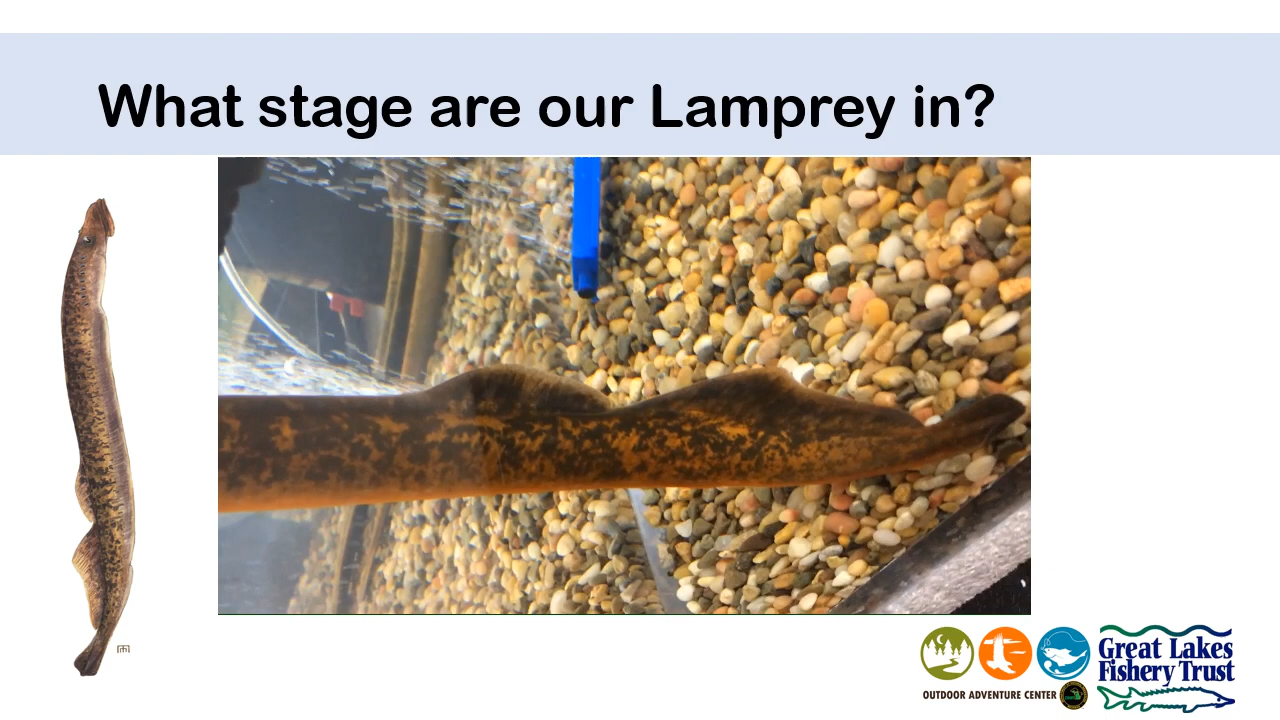 What stage are our Lamprey in?
Great Lakes
Fishery Trust
OUTDOOR ADVENTURE CENTER